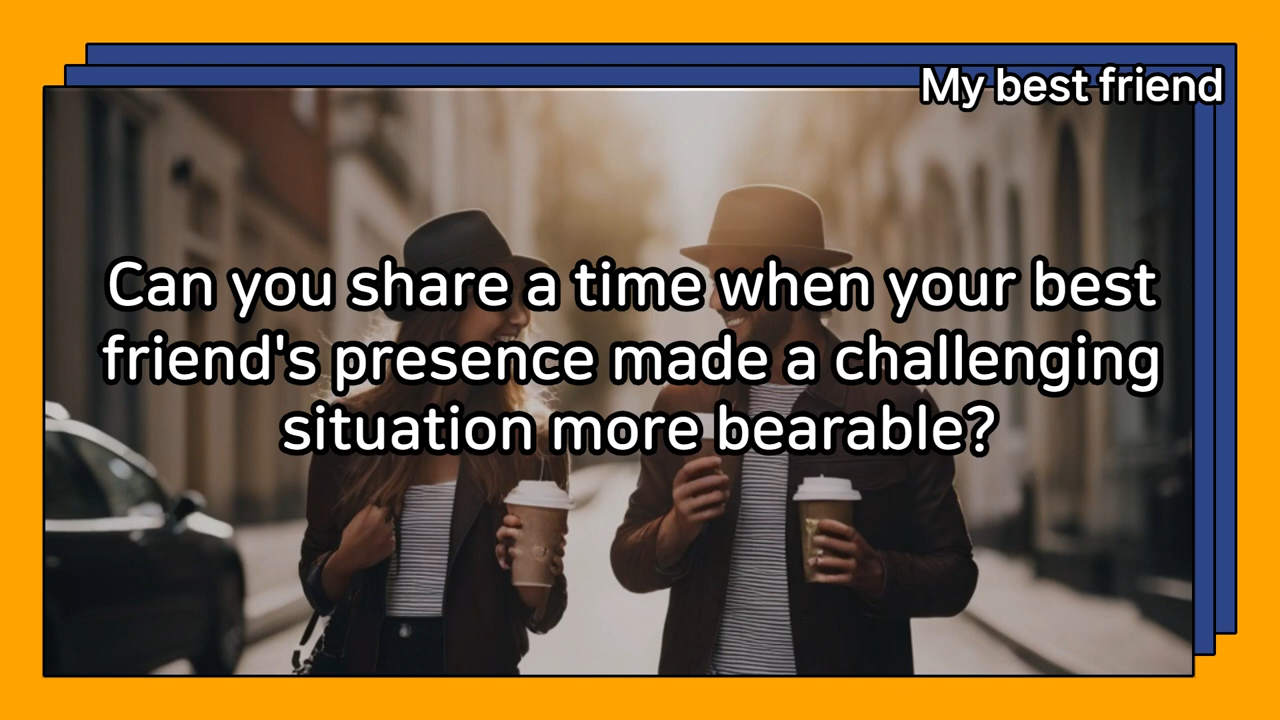 My best friend
Can you share a time when your best
friend's presence made a challenging
situation more bearable?